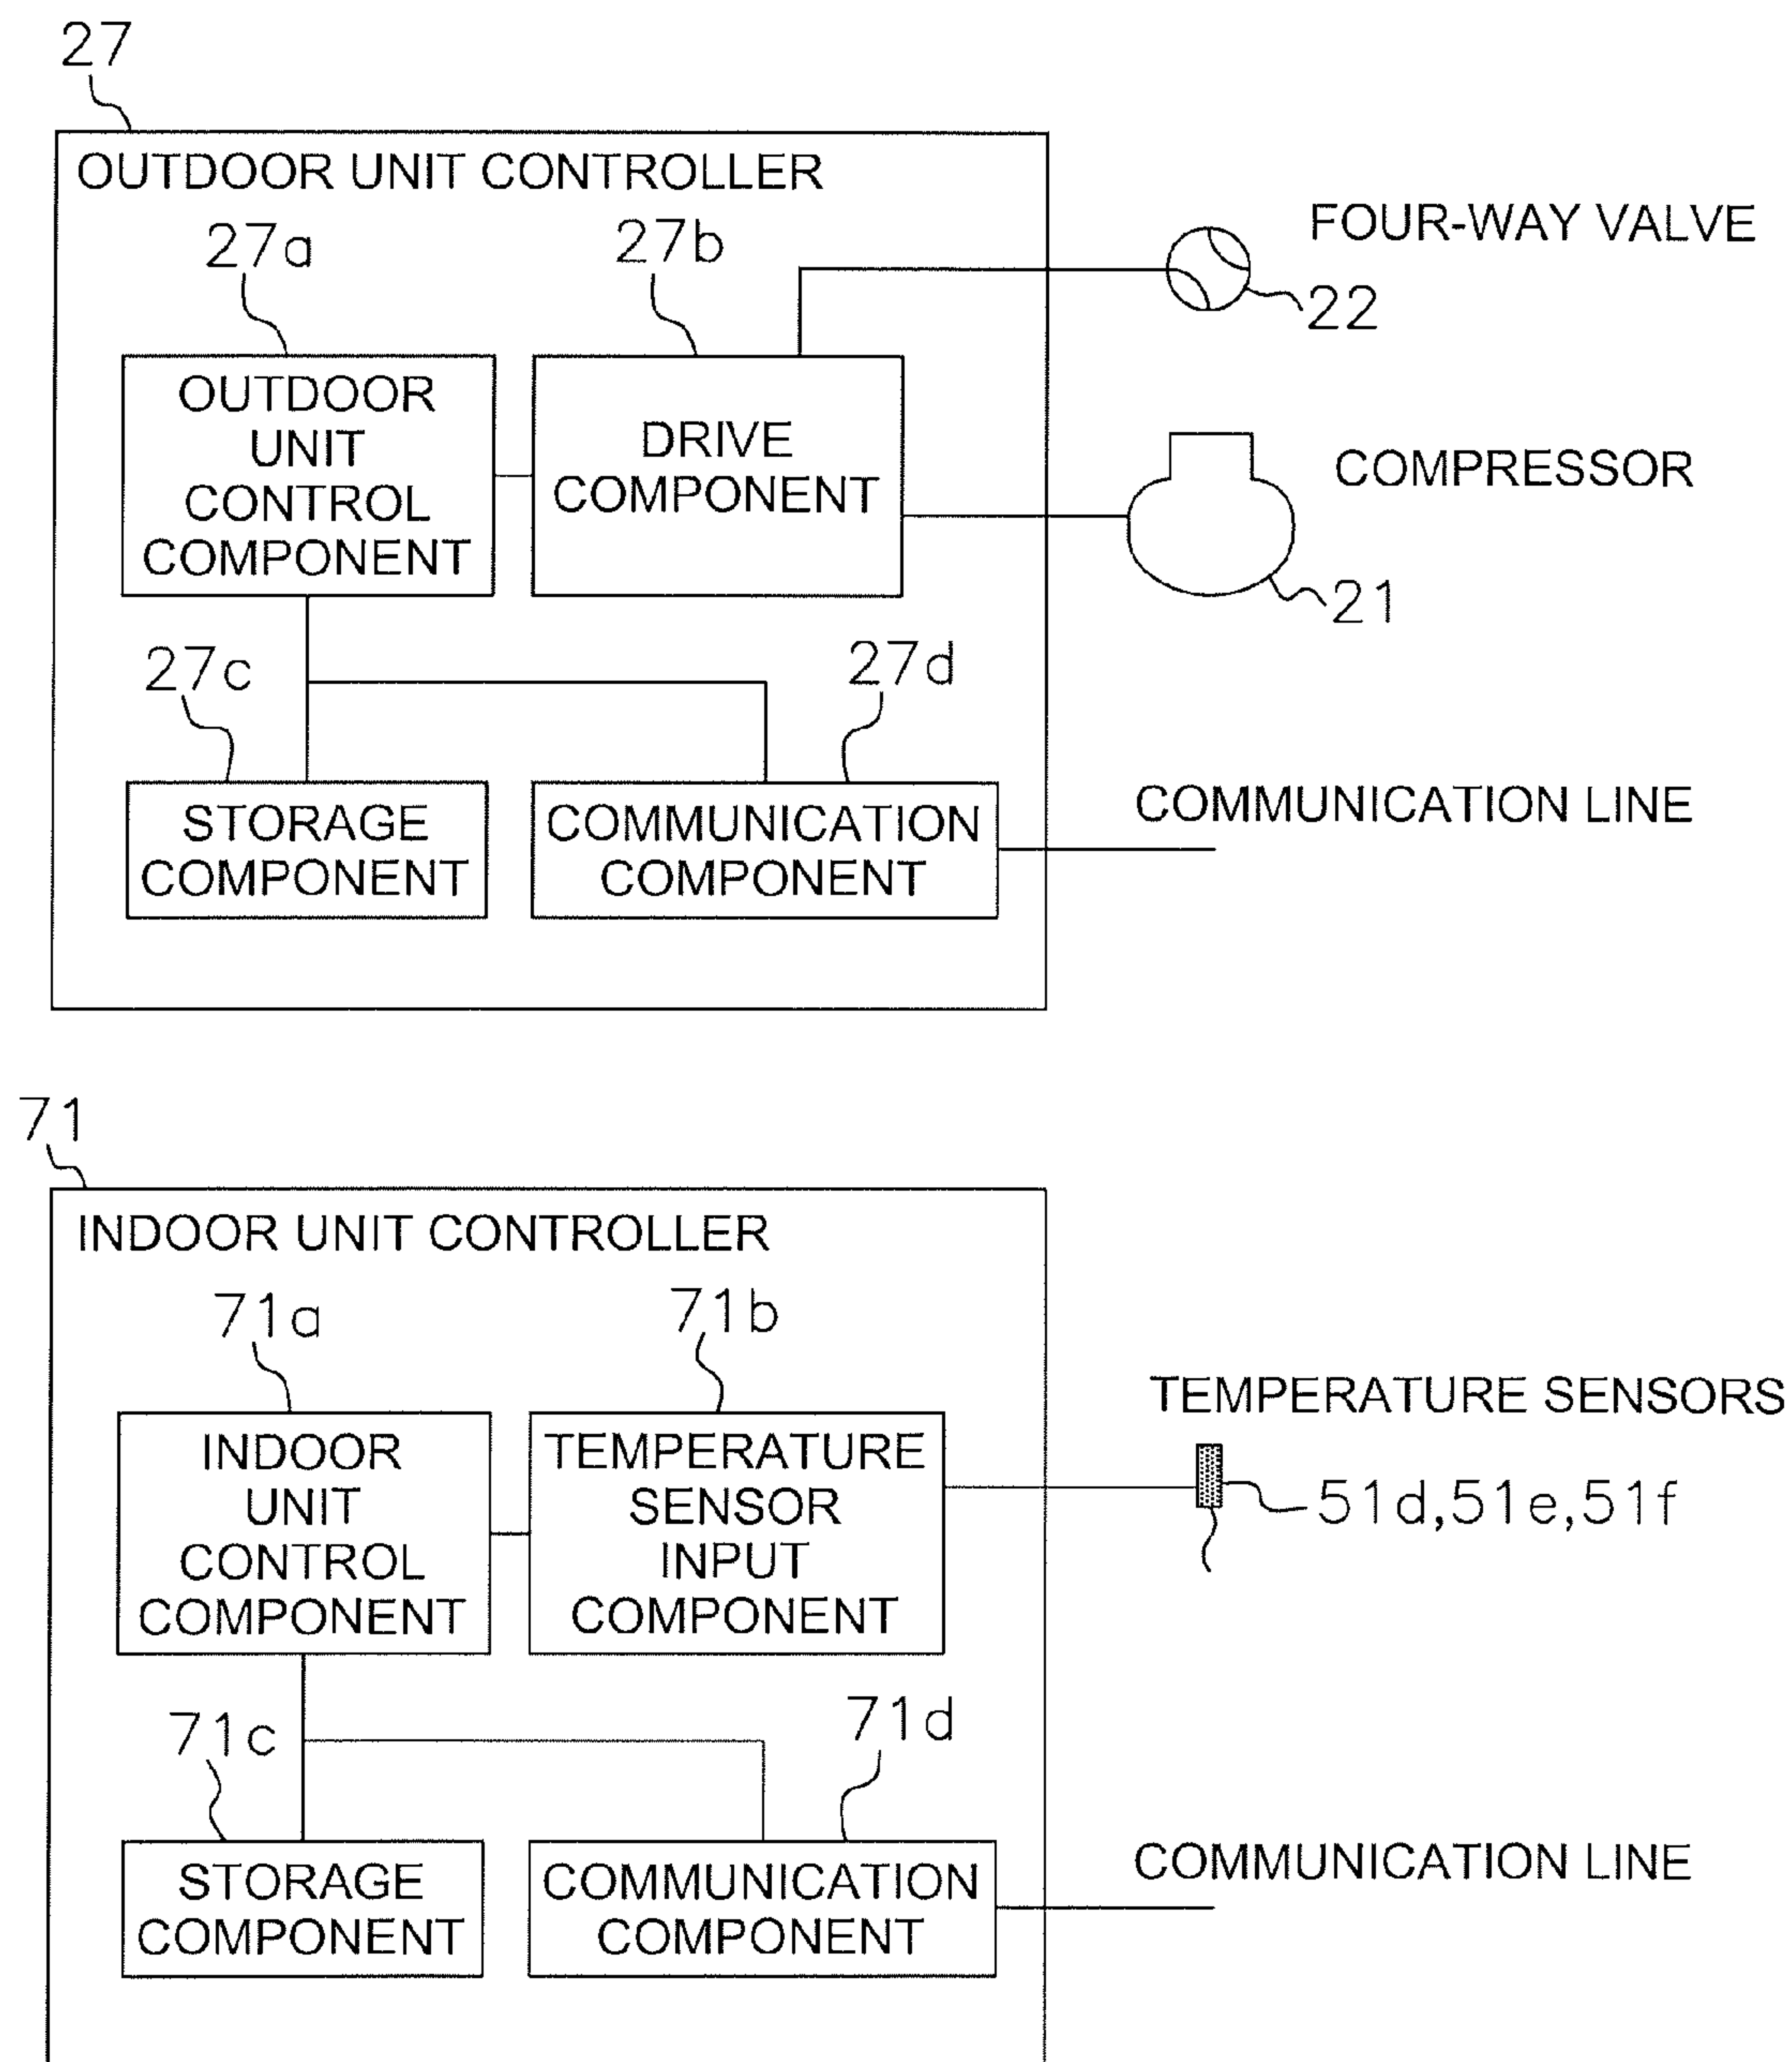 27
OUTDOOR UNIT CONTROLLER
27a
27b
FOUR-WAY VALVE
22
OUTDOOR
UNIT
CONTROL
COMPONENT
DRIVE
COMPONENT
COMPRESSOR
21
27c
27d
STORAGE
COMPONENT
COMMUNICATION
COMPONENT
COMMUNICATION LINE
71
INDOOR UNIT CONTROLLER
71a
71b
INDOOR
UNIT
CONTROL
COMPONENT
TEMPERATURE
SENSOR
INPUT
COMPONENT
TEMPERATURE SENSORS
51d,51e,51f
71c
71d
STORAGE
COMPONENT
COMMUNICATION
COMPONENT
COMMUNICATION LINE